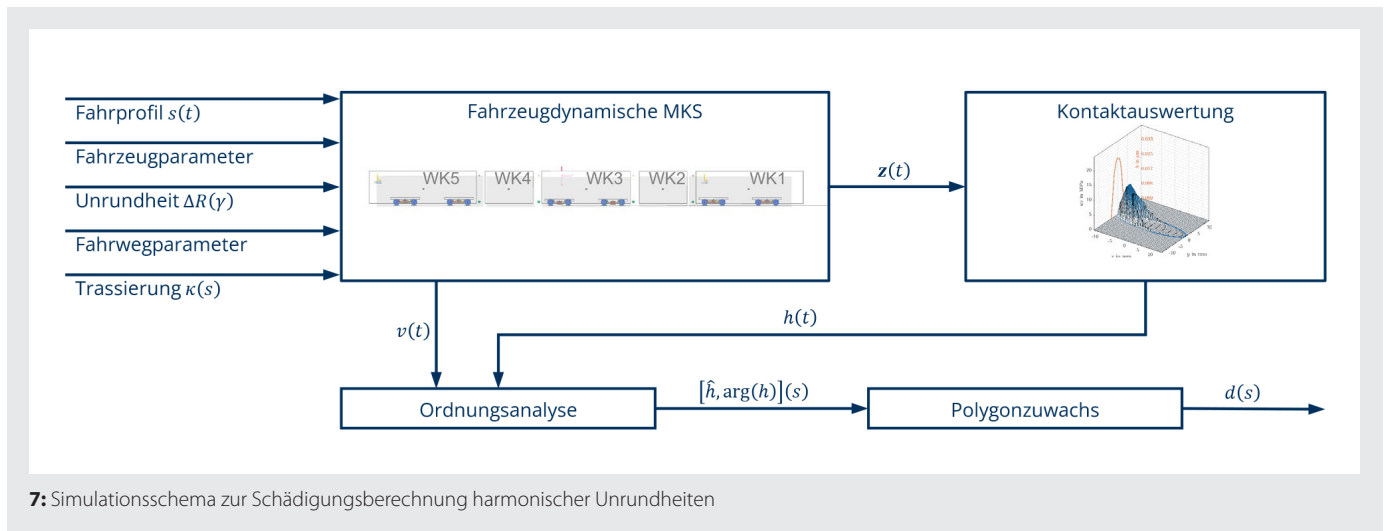 Fahrprofil s(t)
Fahrzeugparameter
Unrundheit ΔR(γ)
Fahrwegparameter
Trassierung κ(s)
Fahrzeugdynamische MKS
WK5 WK4 WK3 WK2 WK1
z(t)
Kontaktauswertung
v(t)
h(t)
Ordnungsanalyse
[ĥ, arg(h)](s)
Polygonzuwachs
d(s)
7: Simulationsschema zur Schädigungsberechnung harmonischer Unrundheiten